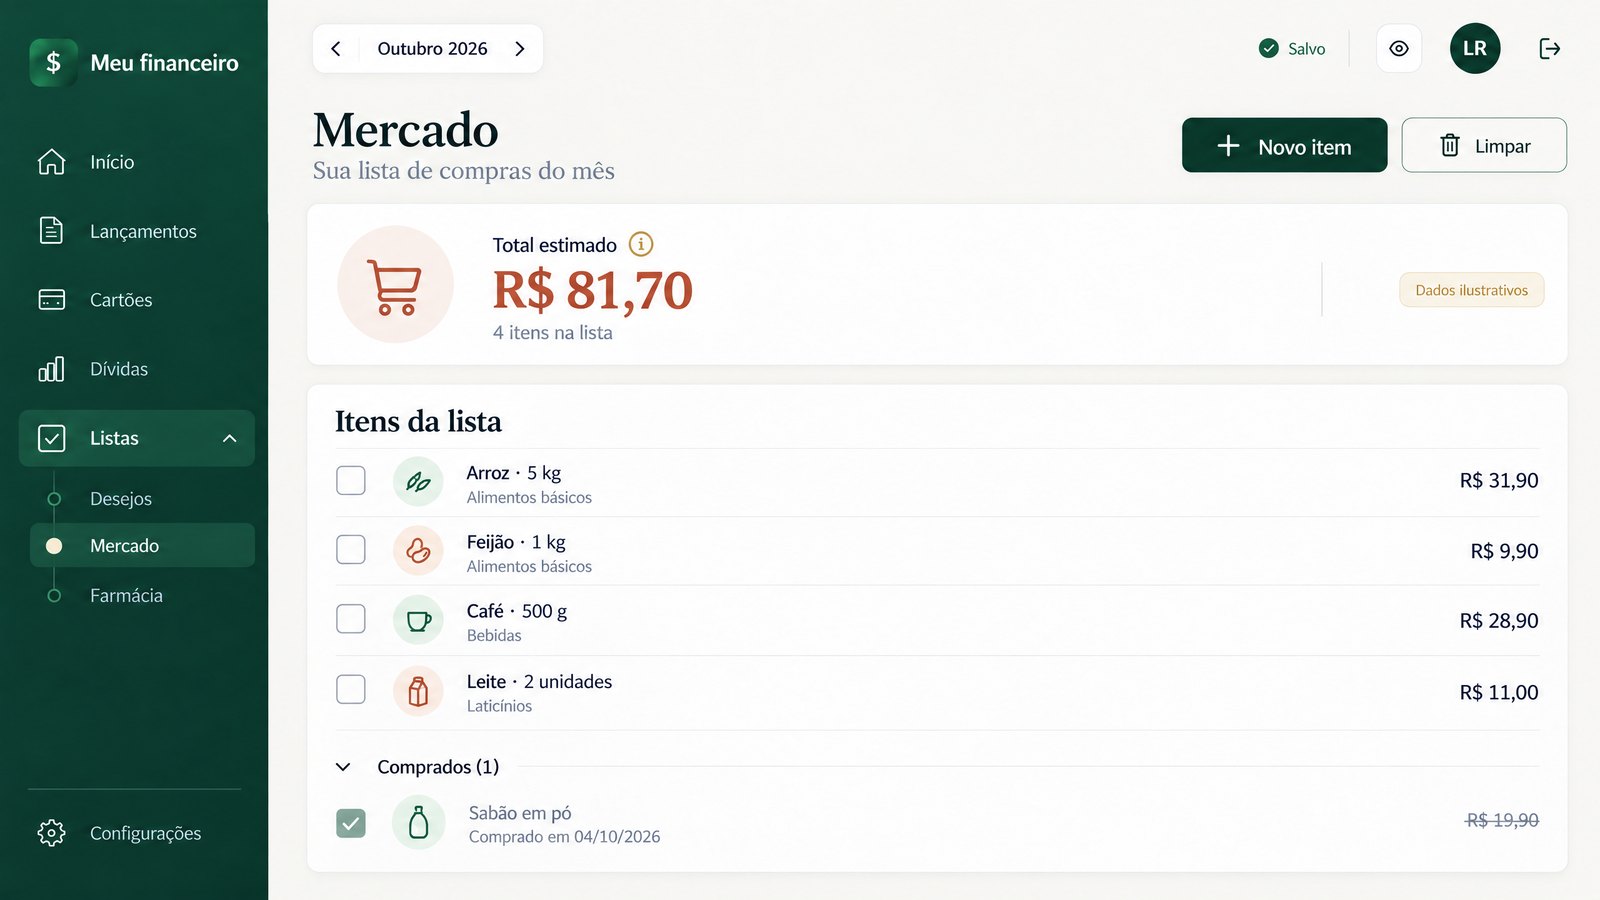 $ Meu financeiro
Início
Lançamentos
Cartões
Dívidas
Listas
Desejos
Mercado
Farmácia
Configurações
Outubro 2026
Salvo
LR
Mercado
Sua lista de compras do mês
Novo item
Limpar
Total estimado i
R$ 81,70
4 itens na lista
Dados ilustrativos
Itens da lista
Arroz · 5 kg
Alimentos básicos
R$ 31,90
Feijão · 1 kg
Alimentos básicos
R$ 9,90
Café · 500 g
Bebidas
R$ 28,90
Leite · 2 unidades
Laticínios
R$ 11,00
Comprados (1)
Sabão em pó
Comprado em 04/10/2026
R$ 19,90